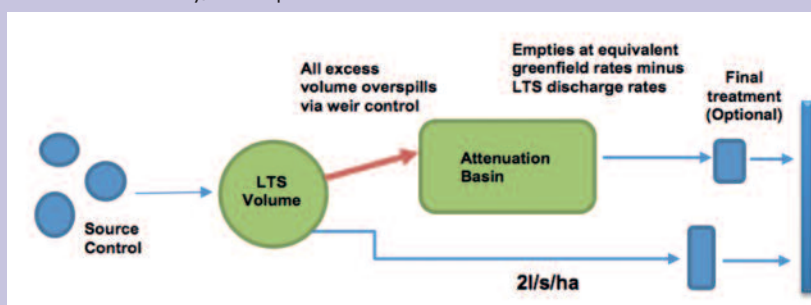 All excess
volume overspills
via weir control
Empties at equivalent
greenfield rates minus
LTS discharge rates
Final
treatment
(Optional)
Source
Control
LTS
Volume
Attenuation
Basin
2l/s/ha